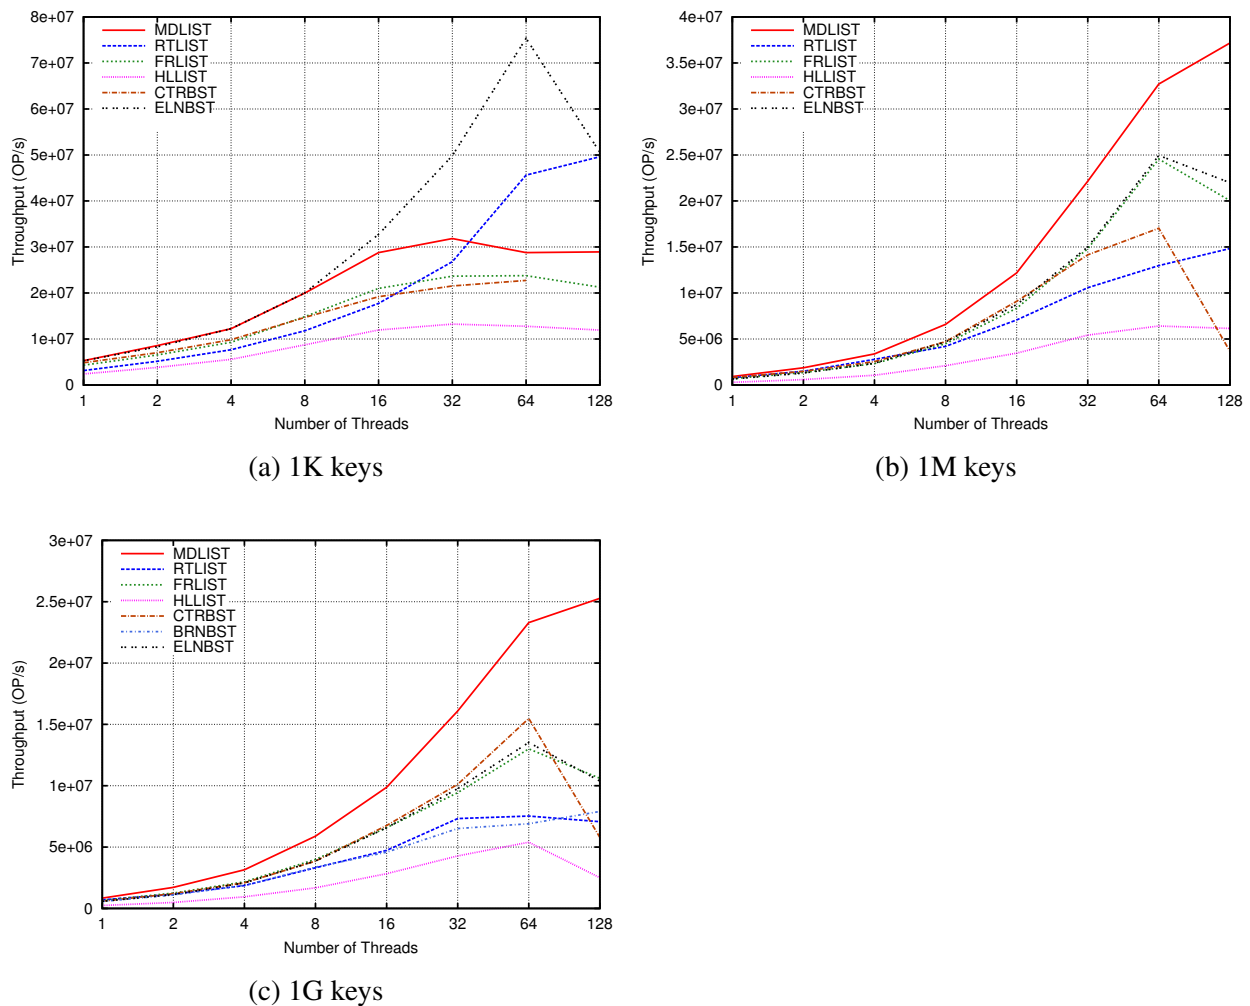 8e+07
7e+07
6e+07
5e+07
4e+07
3e+07
2e+07
1e+07
0
Throughput (OP/s)
MDLIST
RTLIST
FRLIST
HLLIST
CTRBST
ELNBST
1 2 4 8 16 32 64 128
Number of Threads
(a) 1K keys
4e+07
3.5e+07
3e+07
2.5e+07
2e+07
1.5e+07
1e+07
5e+06
0
Throughput (OP/s)
MDLIST
RTLIST
FRLIST
HLLIST
CTRBST
ELNBST
1 2 4 8 16 32 64 128
Number of Threads
(b) 1M keys
3e+07
2.5e+07
2e+07
1.5e+07
1e+07
5e+06
0
Throughput (OP/s)
MDLIST
RTLIST
FRLIST
HLLIST
CTRBST
BRNBST
ELNBST
1 2 4 8 16 32 64 128
Number of Threads
(c) 1G keys